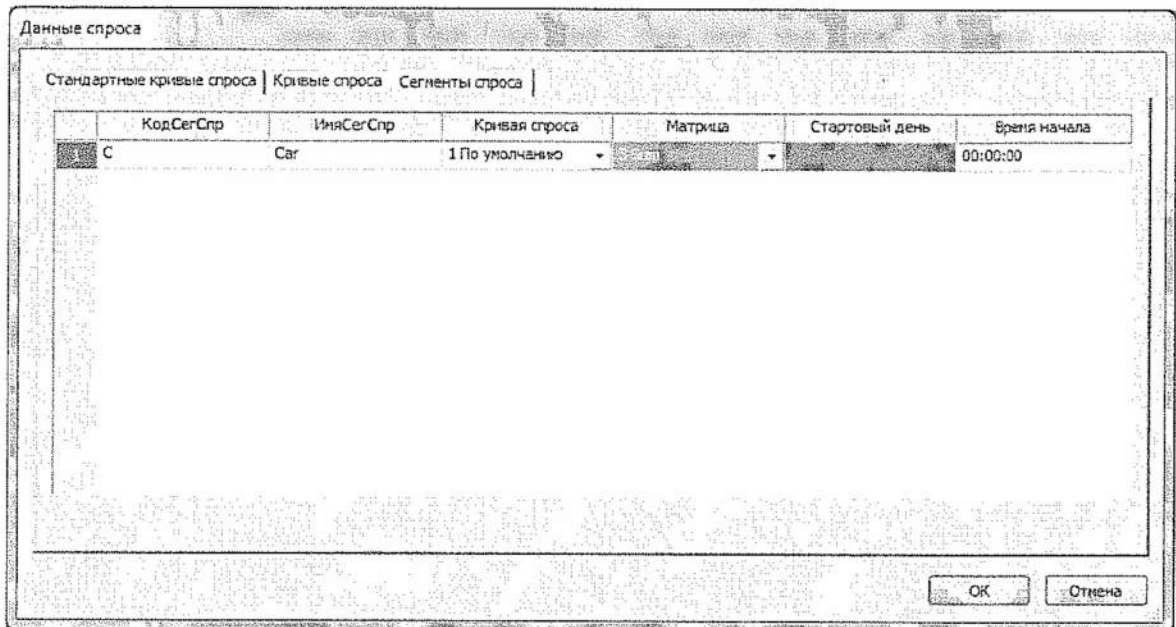 Данные спроса
Стандартные кривые спроса Кривые спроса Сегменты спроса
КодСегСпр ИмяСегСпр Кривая спроса Матрица Стартовый день Время начала
1 C Car 1 По умолчанию 00:00:00
OK Отмена